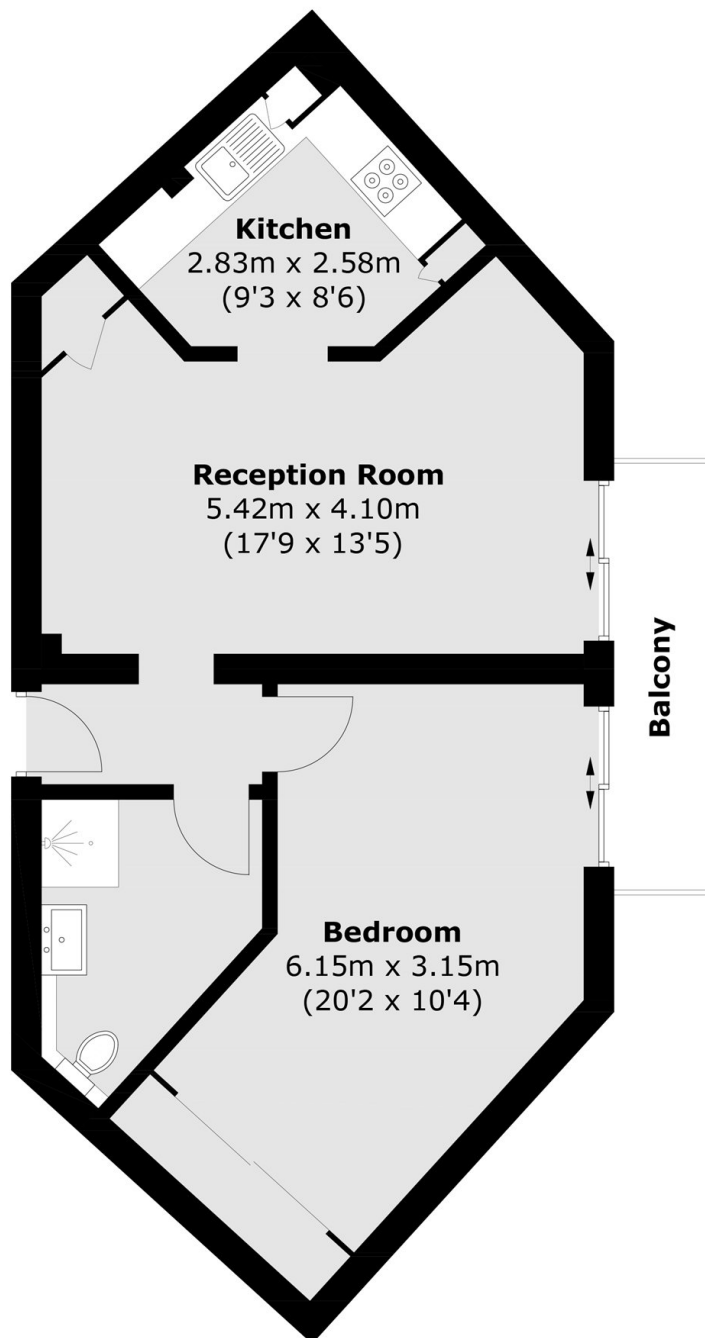 Kitchen
2.83m x 2.58m
(9'3 x 8'6)
Reception Room
5.42m x 4.10m
(17'9 x 13'5)
Balcony
Bedroom
6.15m x 3.15m
(20'2 x 10'4)